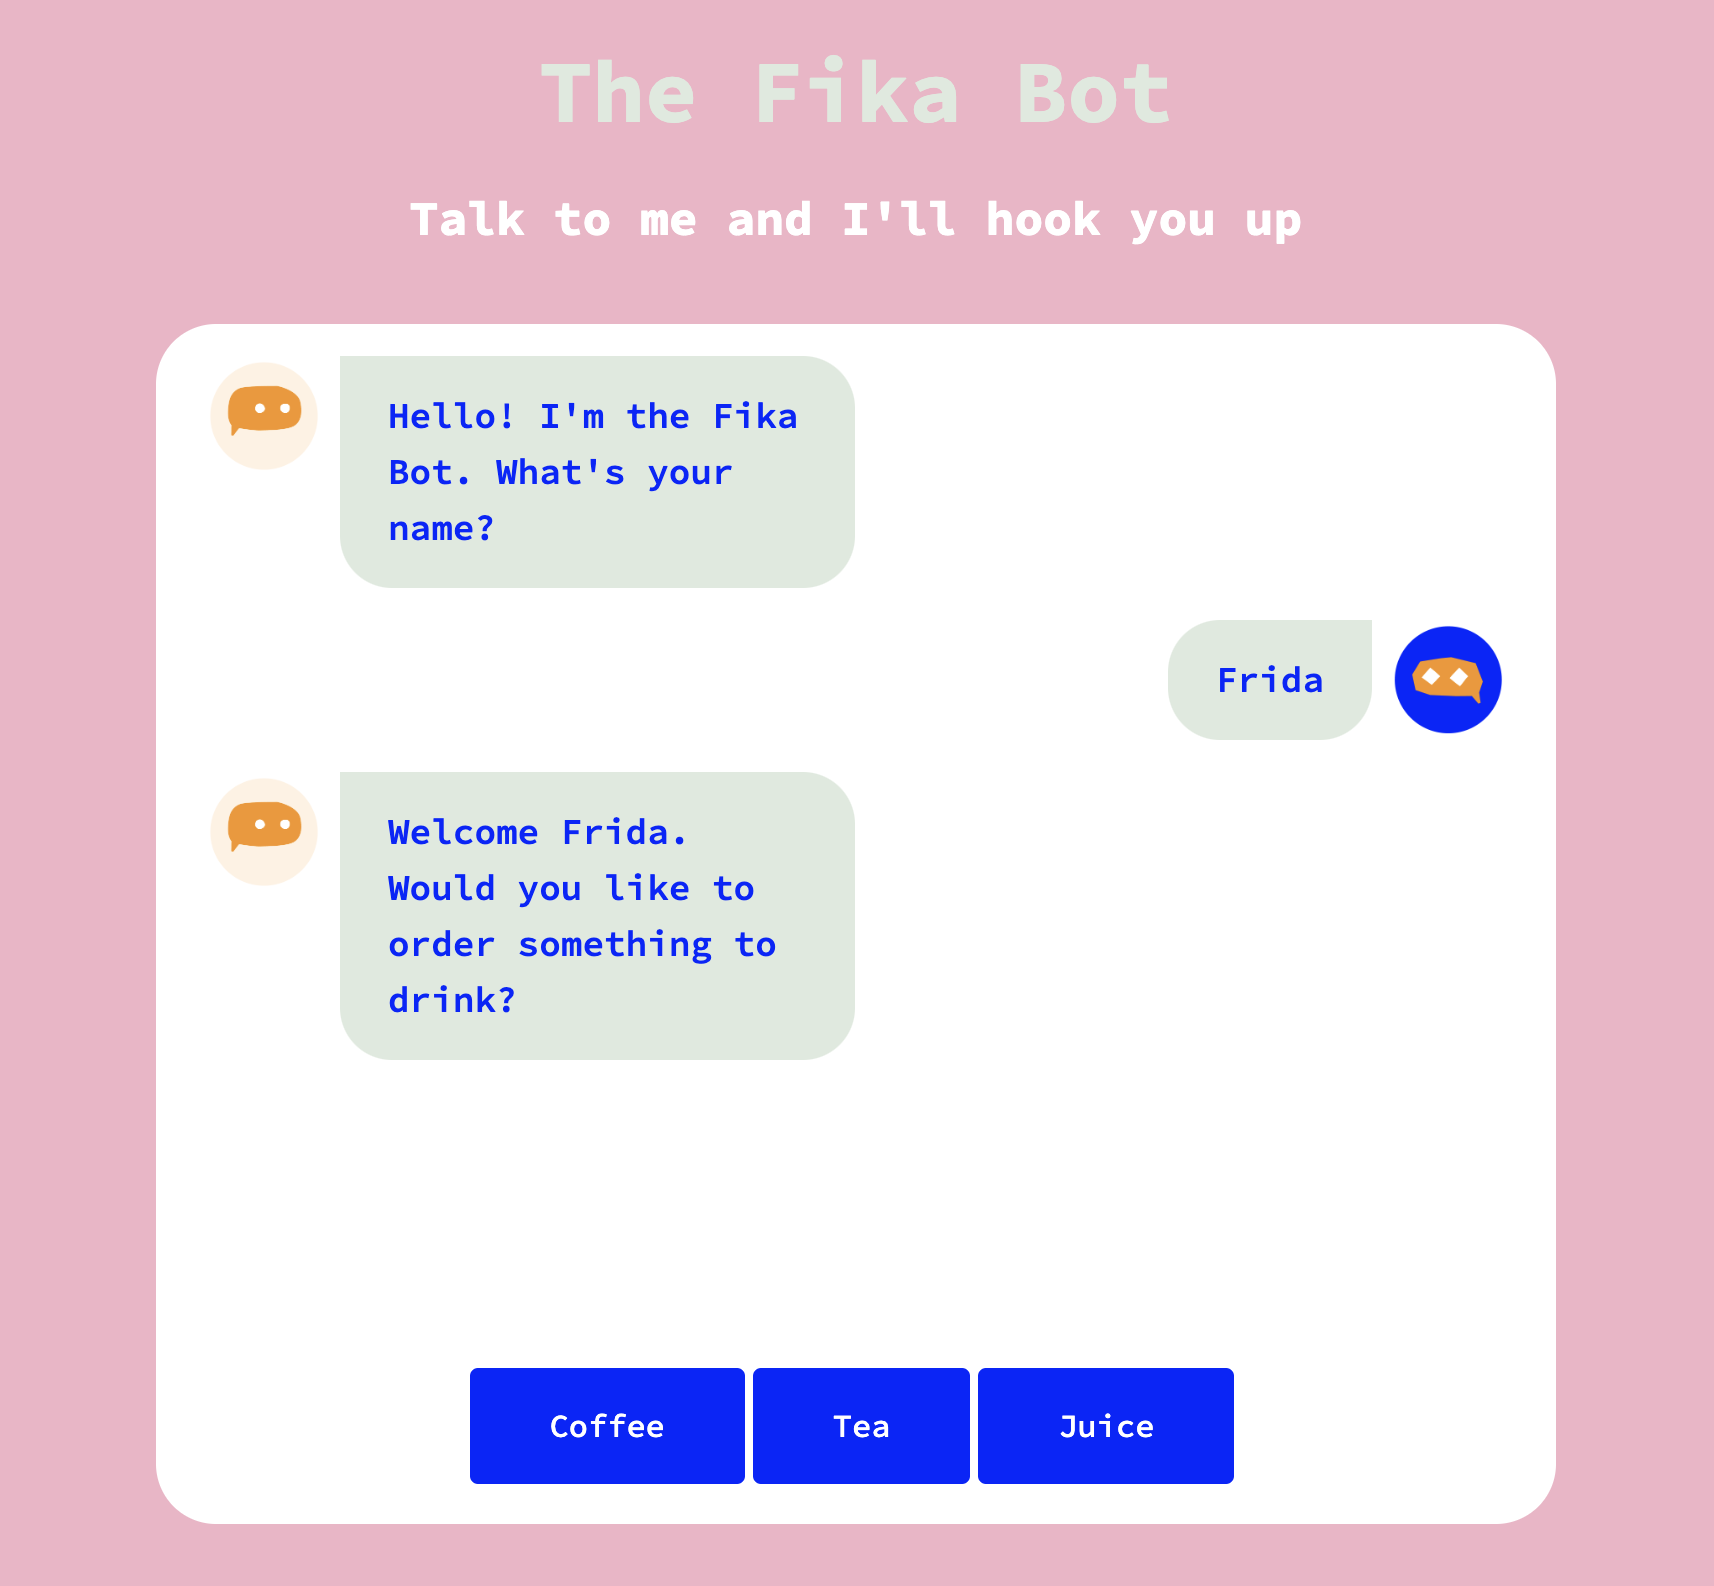 The Fika Bot
Talk to me and I'll hook you up
Hello! I'm the Fika
Bot. What's your
name?
Frida
Welcome Frida.
Would you like to
order something to
drink?
Coffee
Tea
Juice